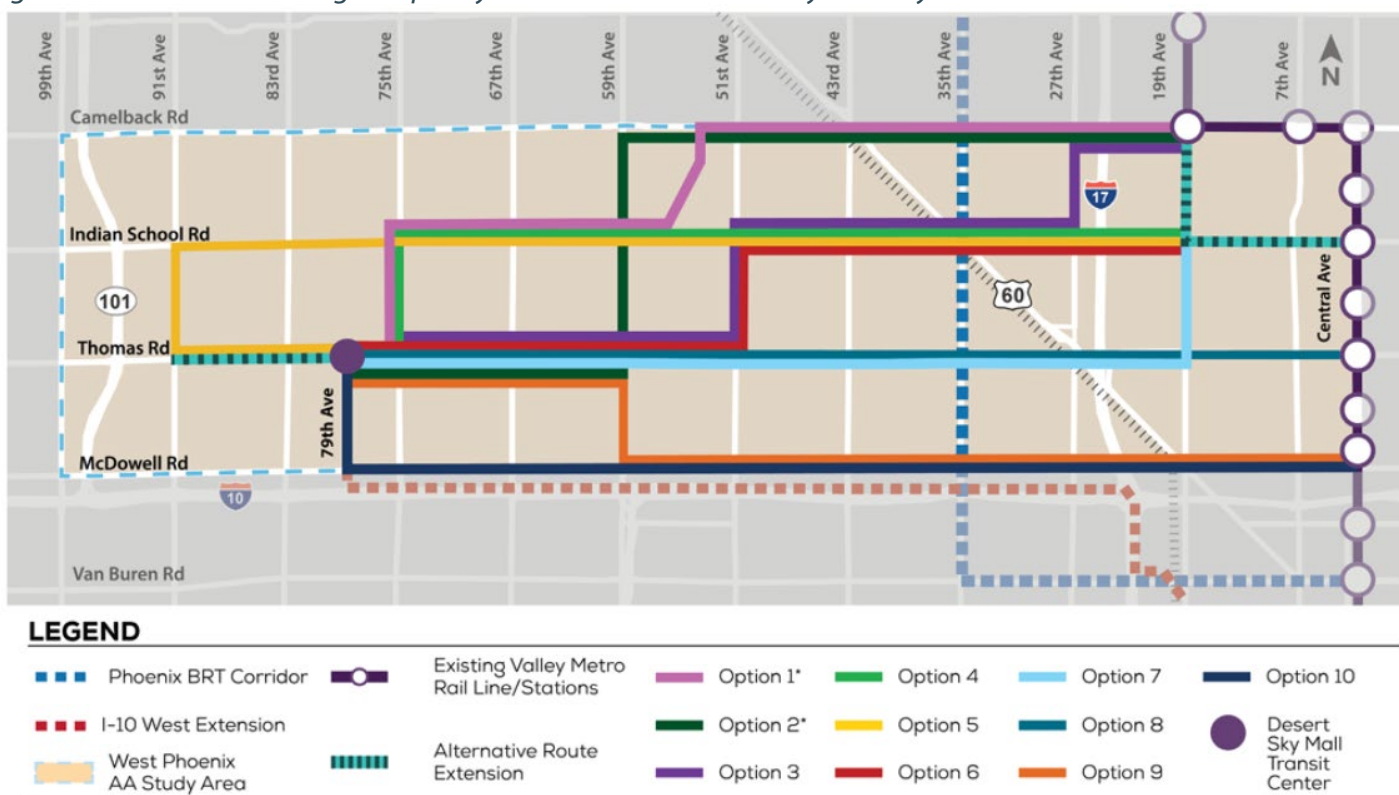 99th Ave
91st Ave
83rd Ave
75th Ave
67th Ave
59th Ave
51st Ave
43rd Ave
35th Ave
27th Ave
19th Ave
7th Ave
N
Camelback Rd
17
Indian School Rd
101
60
Central Ave
Thomas Rd
79th Ave
McDowell Rd
10
Van Buren Rd
LEGEND
Phoenix BRT Corridor
I-10 West Extension
West Phoenix
AA Study Area
Existing Valley Metro
Rail Line/Stations
Alternative Route
Extension
Option 1*
Option 2*
Option 3
Option 4
Option 5
Option 6
Option 7
Option 8
Option 9
Option 10
Desert
Sky Mall
Transit
Center